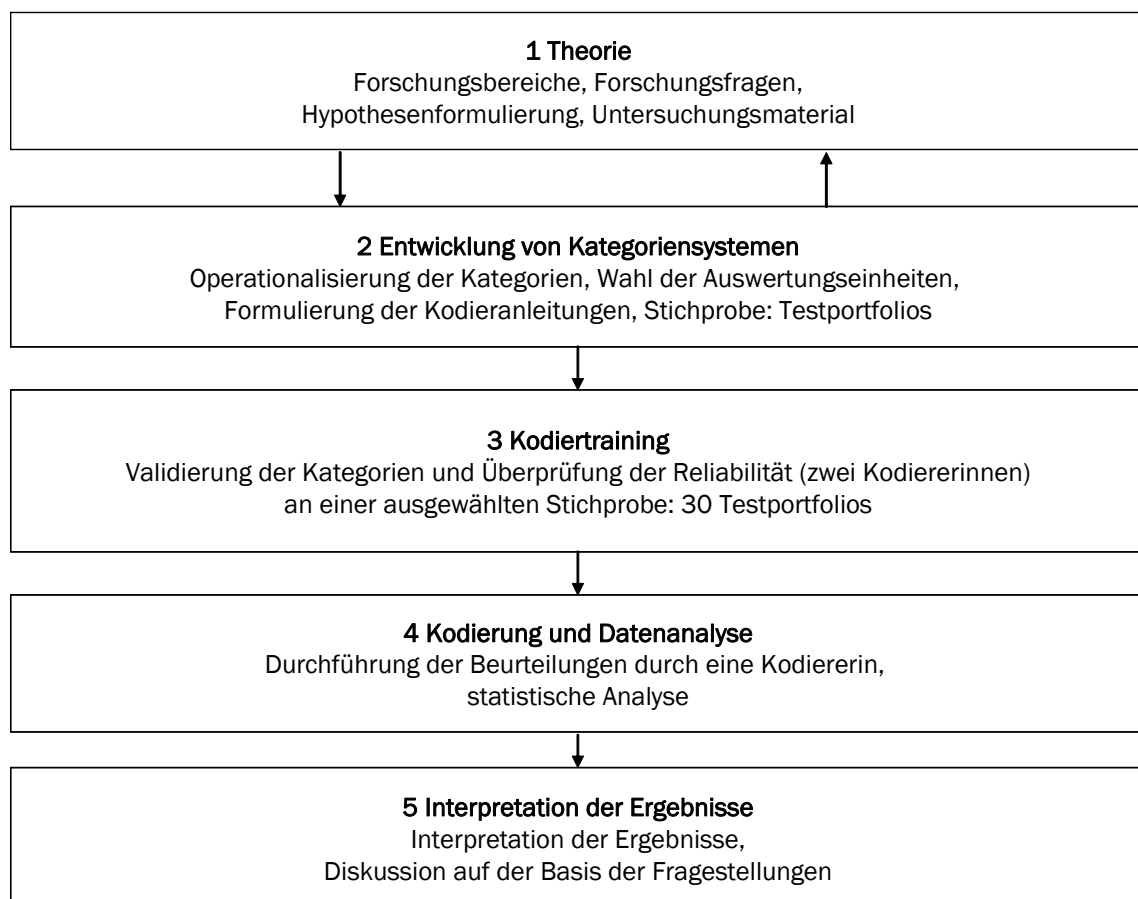 1 Theorie
Forschungsbereiche, Forschungsfragen,
Hypothesenformulierung, Untersuchungsmaterial
2 Entwicklung von Kategoriensystemen
Operationalisierung der Kategorien, Wahl der Auswertungseinheiten,
Formulierung der Kodieranleitungen, Stichprobe: Testportfolios
3 Kodiertraining
Validierung der Kategorien und Überprüfung der Reliabilität (zwei Kodiererinnen)
an einer ausgewählten Stichprobe: 30 Testportfolios
4 Kodierung und Datenanalyse
Durchführung der Beurteilungen durch eine Kodiererin,
statistische Analyse
5 Interpretation der Ergebnisse
Interpretation der Ergebnisse,
Diskussion auf der Basis der Fragestellungen